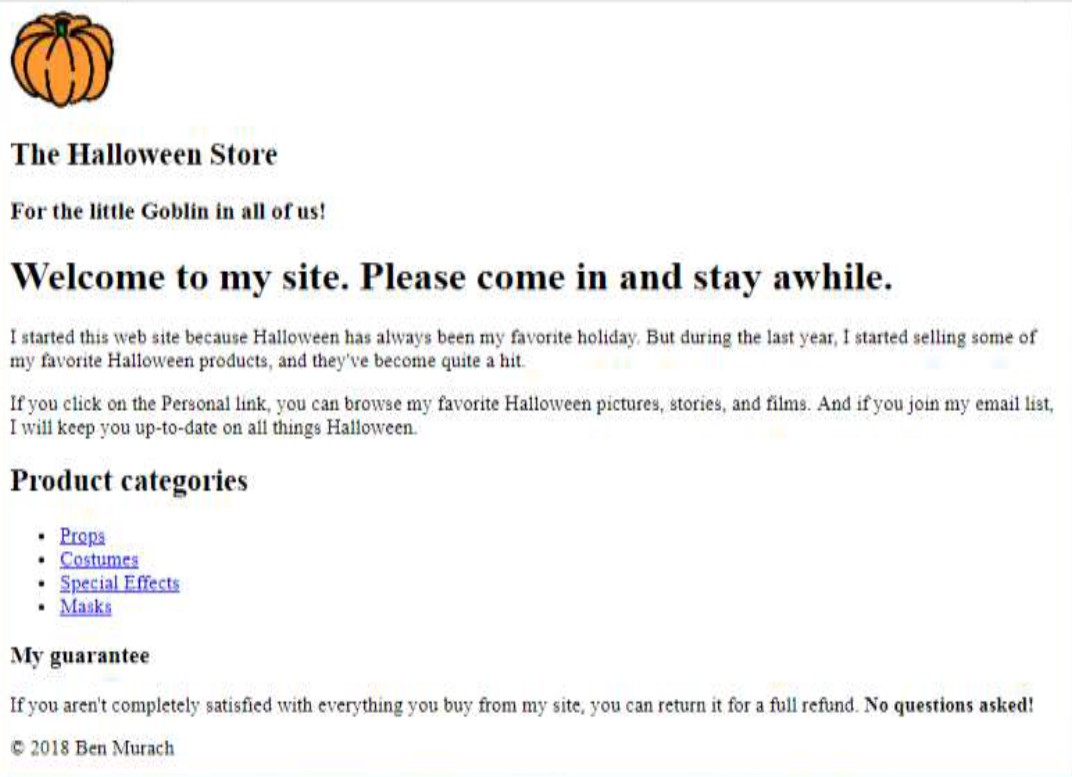 The Halloween Store
For the little Goblin in all of us!
Welcome to my site. Please come in and stay awhile.
I started this web site because Halloween has always been my favorite holiday. But during the last year, I started selling some of
my favorite Halloween products, and they've become quite a hit.
If you click on the Personal link, you can browse my favorite Halloween pictures, stories, and films. And if you join my email list,
I will keep you up-to-date on all things Halloween.
Product categories
• Props
• Costumes
• Special Effects
• Masks
My guarantee
If you aren't completely satisfied with everything you buy from my site, you can return it for a full refund. No questions asked!
© 2018 Ben Murach